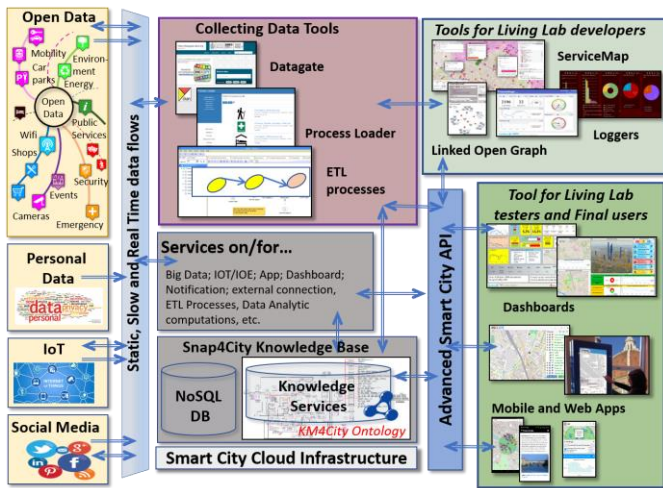 Open Data
Mobility
Car
parks
Environ-
ment
Energy
Open
Data
Public
Services
Wifi
Shops
Security
Events
Cameras
Emergency
Personal
Data
data
personal
IoT
INTERNET
Social Media
Static, Slow and Real Time data flows
Collecting Data Tools
Datagate
Process Loader
ETL
processes
Services on/for...
Big Data; IOT/IOE; App; Dashboard;
Notification; external connection,
ETL Processes, Data Analytic
computations, etc.
Snap4City Knowledge Base
NoSQL
DB
Knowledge
Services
KM4City Ontology
Smart City Cloud Infrastructure
Advanced Smart City API
Tools for Living Lab developers
ServiceMap
Loggers
Linked Open Graph
Tool for Living Lab
testers and Final users
Dashboards
Mobile and Web Apps